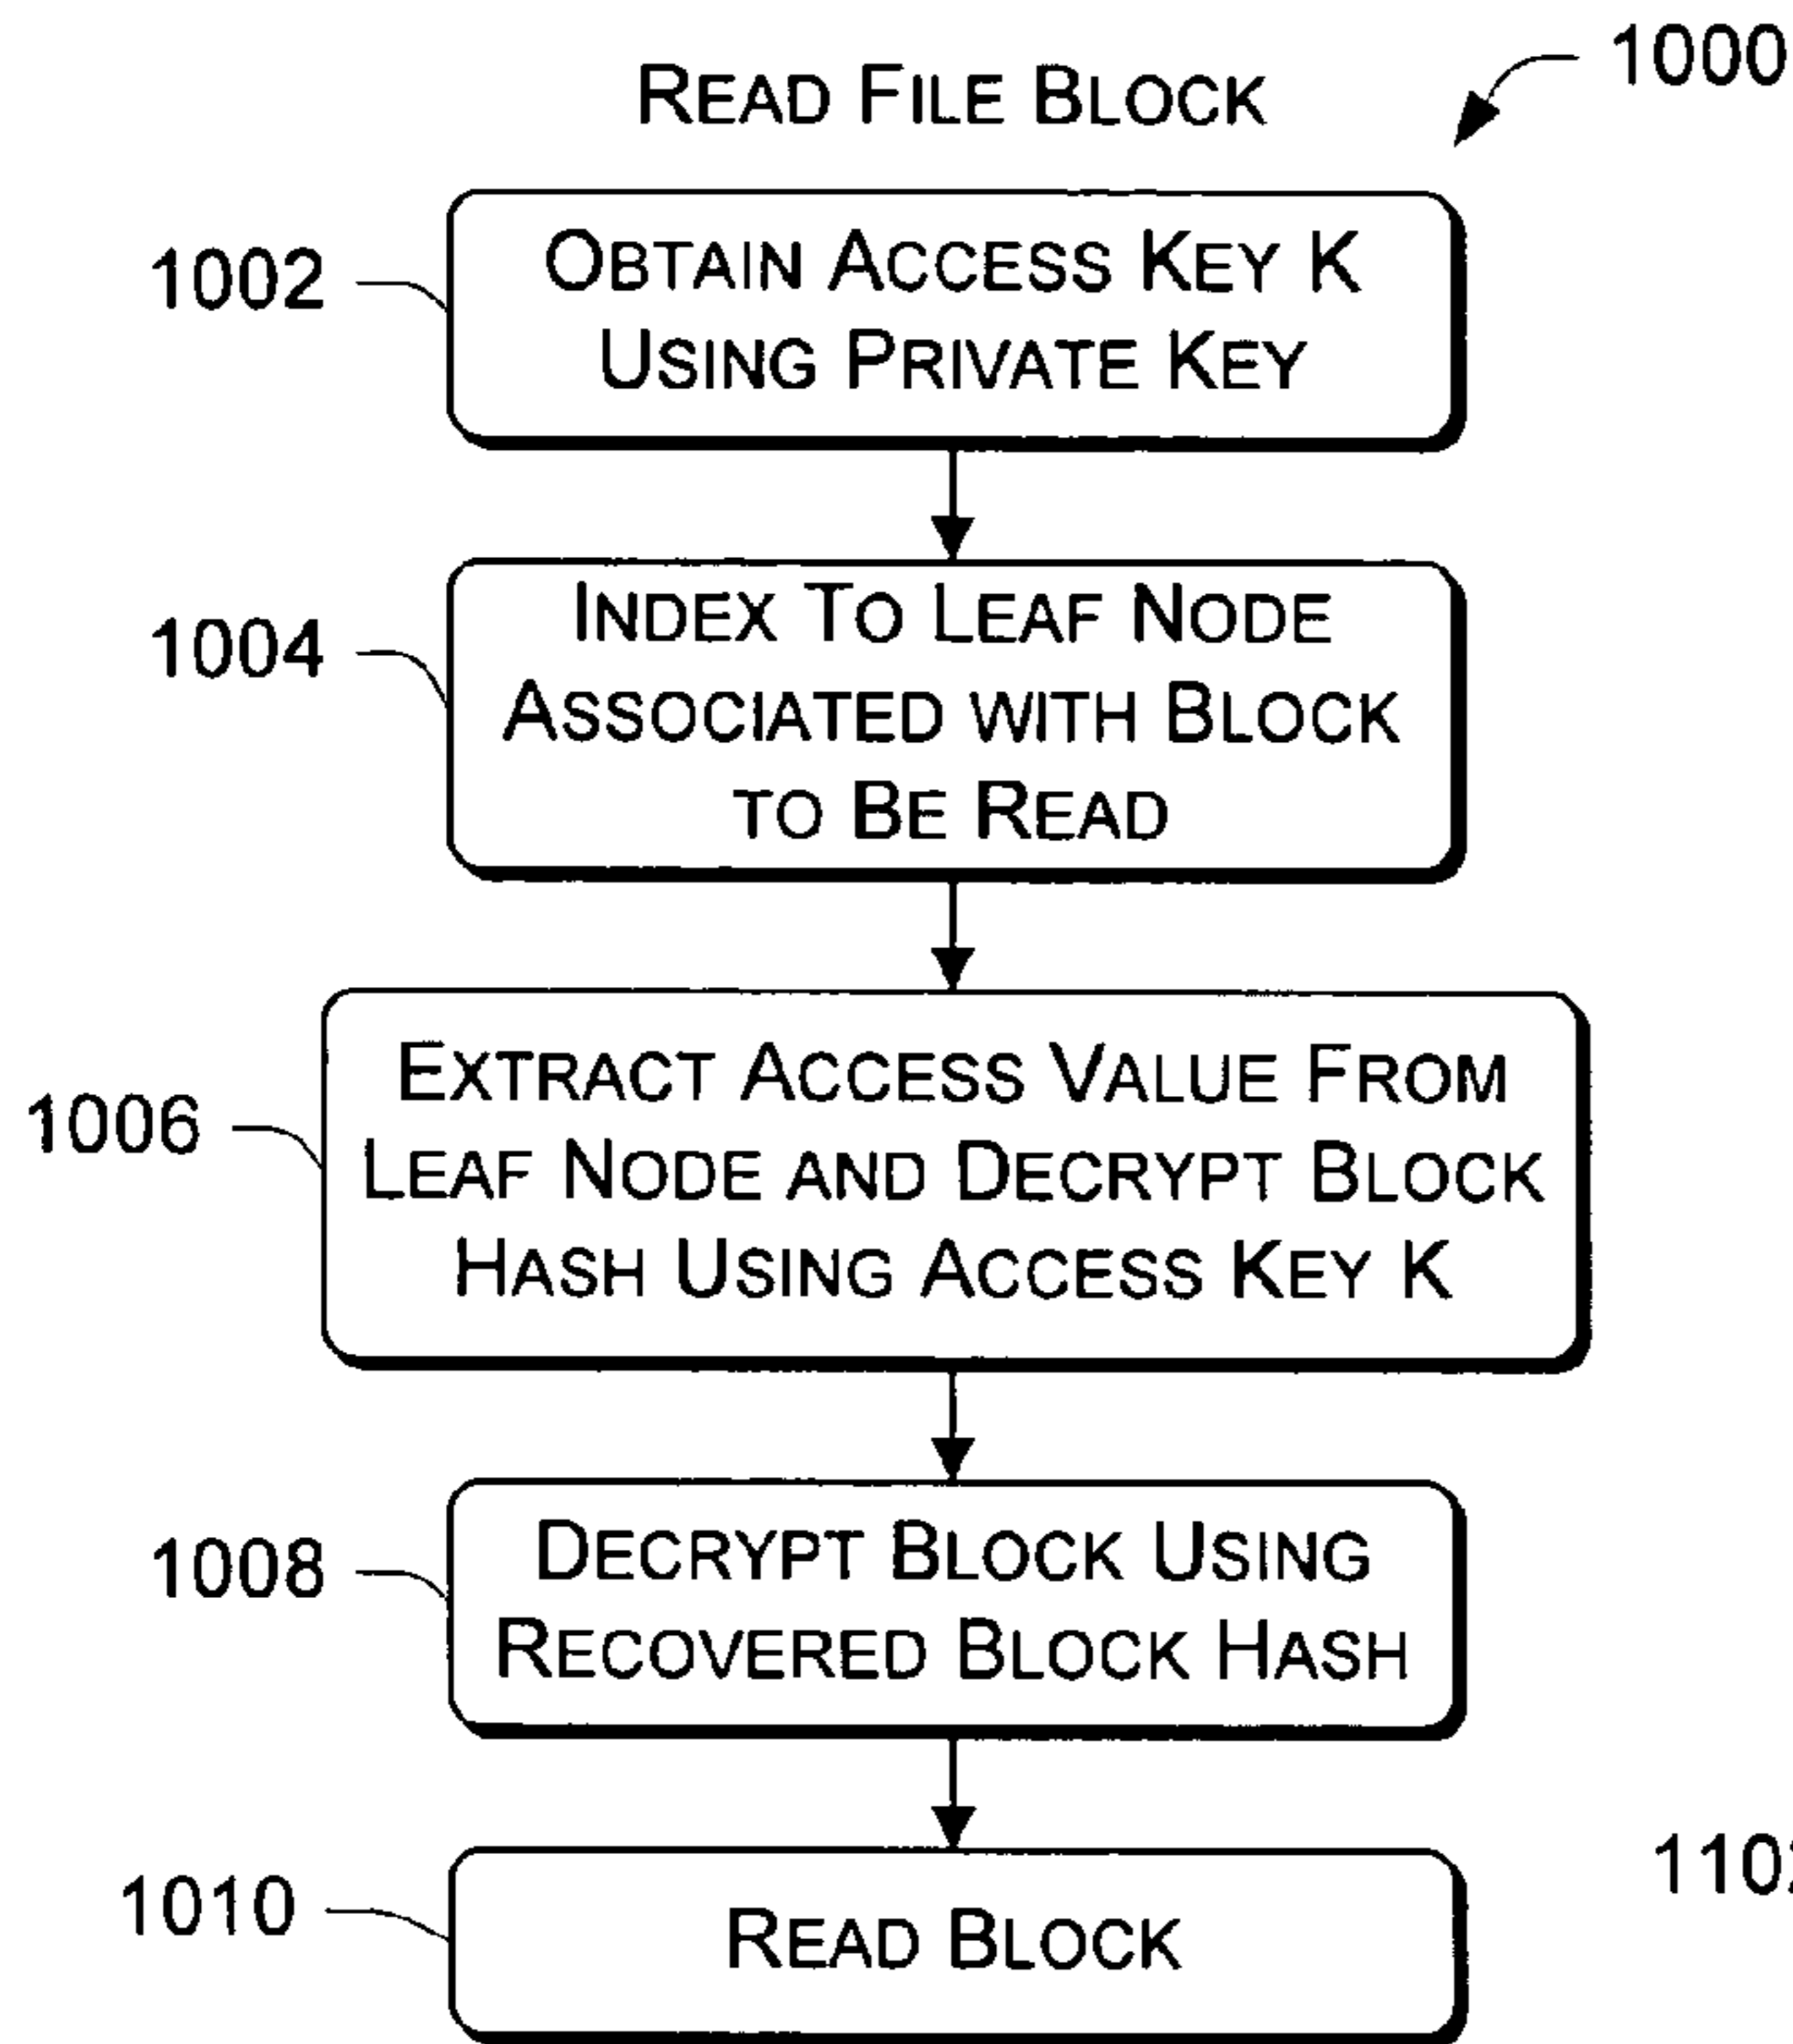 1000
READ FILE BLOCK
1002
OBTAIN ACCESS KEY K
USING PRIVATE KEY
1004
INDEX TO LEAF NODE
ASSOCIATED WITH BLOCK
TO BE READ
1006
EXTRACT ACCESS VALUE FROM
LEAF NODE AND DECRYPT BLOCK
HASH USING ACCESS KEY K
1008
DECRYPT BLOCK USING
RECOVERED BLOCK HASH
1010
READ BLOCK